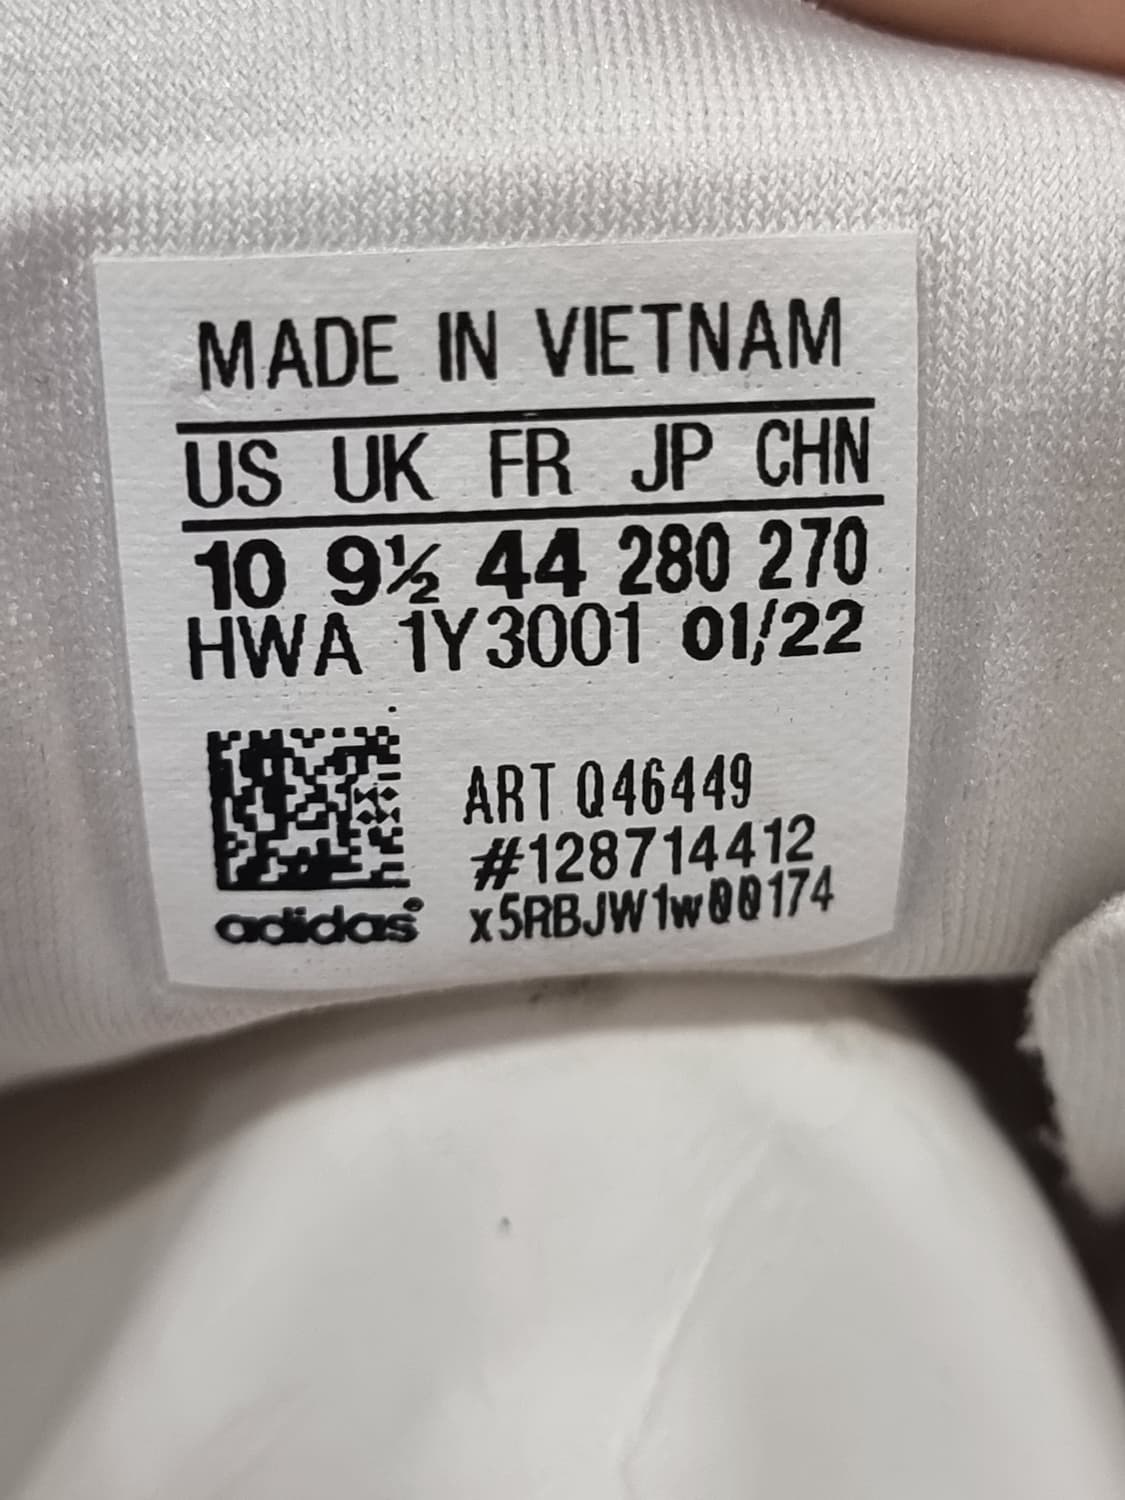 MADE IN VIETNAM
US UK FR JP CHN
10 9½ 44 280 270
HWA 1Y3001 01/22
ART Q46449
#128714412
x5RBJW1w00174
adidas